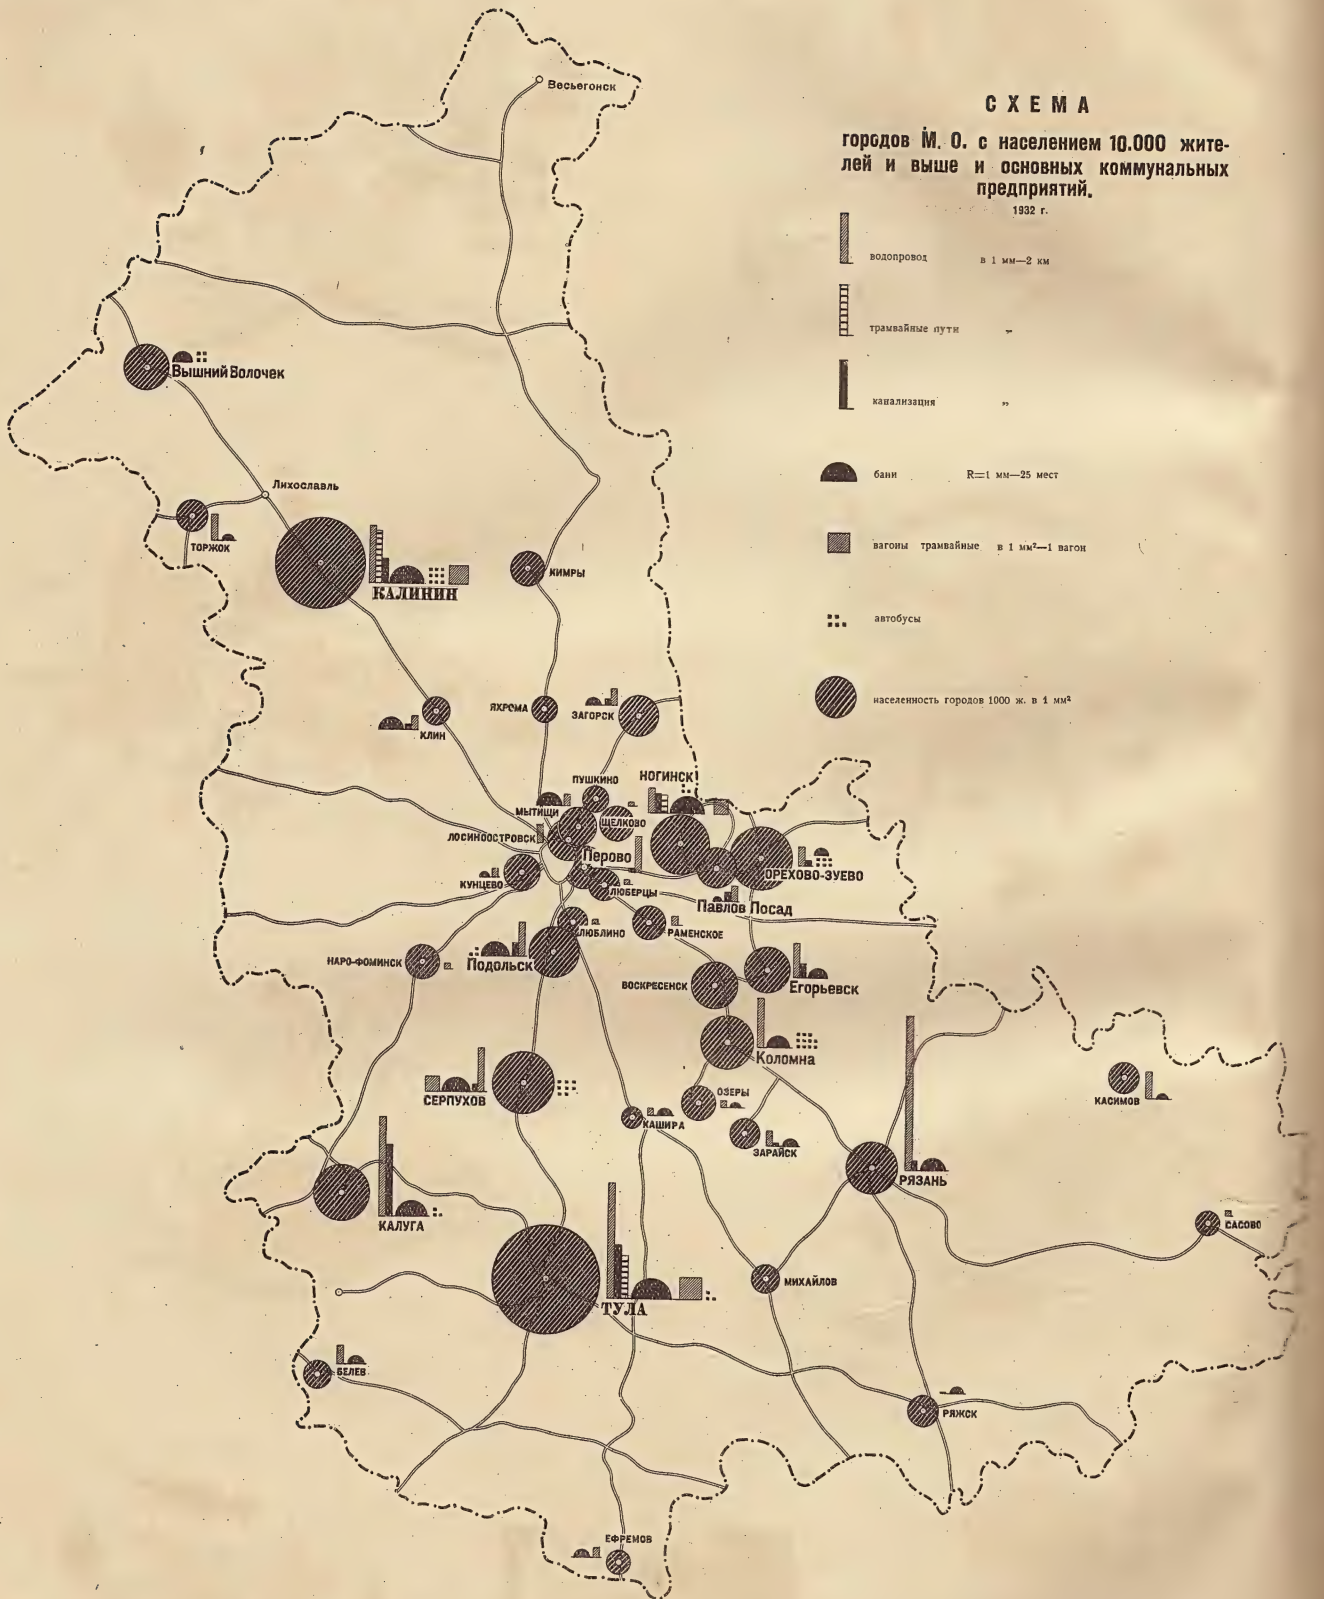 СХЕМА
городов М. О. с населением 10.000 жите-
лей и выше и основных коммунальных
предприятий.
1932 г.
водопровод в 1 мм—2 км
трамвайные пути „
канализация „
бани R=1 мм—25 мест
вагоны трамвайные в 1 мм²—1 вагон
автобусы
населенность городов 1000 ж. в 1 мм²
Весьегонск
Вышний Волочек
Лихославль
ТОРЖОК
КАЛИНИН
КИМРЫ
КЛИН
ЯХРОМА
ЗАГОРСК
ПУШКИНО
НОГИНСК
МЫТИЩИ
ЩЕЛКОВО
ЛОСИНООСТРОВСК
Перово
КУНЦЕВО
ЛЮБЕРЦЫ
ОРЕХОВО-ЗУЕВО
Павлов Посад
ЛЮБЛИНО
РАМЕНСКОЕ
НАРО-ФОМИНСК
Подольск
ВОСКРЕСЕНСК
Егорьевск
Коломна
СЕРПУХОВ
ОЗЕРЫ
КАШИРА
ЗАРАЙСК
КАСИМОВ
РЯЗАНЬ
КАЛУГА
САСОВО
МИХАЙЛОВ
ТУЛА
БЕЛЕВ
РЯЖСК
ЕФРЕМОВ